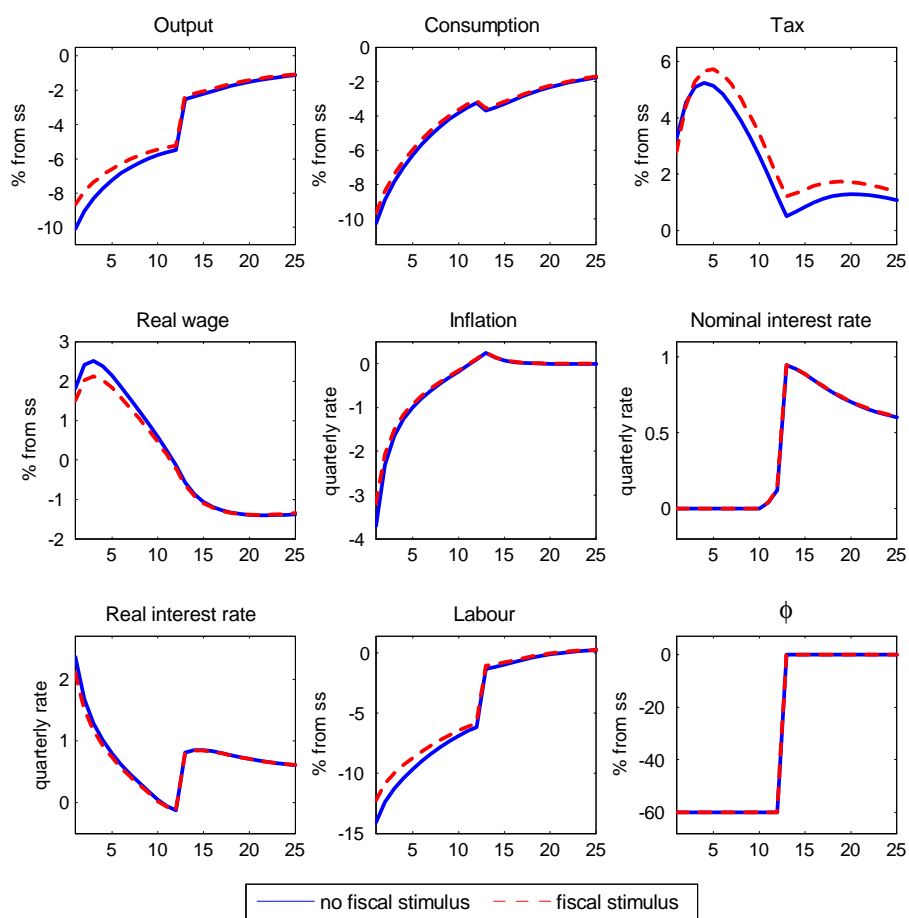 Output
Consumption
Tax
% from ss
0
-2
-4
-6
-8
-10
5 10 15 20 25
% from ss
0
-2
-4
-6
-8
-10
5 10 15 20 25
% from ss
6
4
2
0
5 10 15 20 25
Real wage
Inflation
Nominal interest rate
% from ss
3
2
1
0
-1
-2
5 10 15 20 25
quarterly rate
0
-1
-2
-3
-4
5 10 15 20 25
quarterly rate
1
0.5
0
5 10 15 20 25
Real interest rate
Labour
ϕ
quarterly rate
2
1
0
5 10 15 20 25
% from ss
0
-5
-10
-15
5 10 15 20 25
% from ss
0
-20
-40
-60
5 10 15 20 25
no fiscal stimulus fiscal stimulus